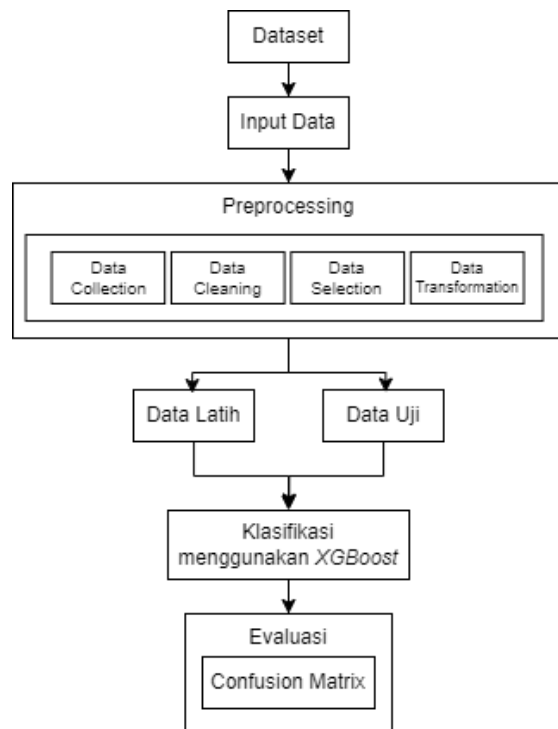 Dataset
Input Data
Preprocessing
Data
Collection
Data
Cleaning
Data
Selection
Data
Transformation
Data Latih
Data Uji
Klasifikasi
menggunakan XGBoost
Evaluasi
Confusion Matrix